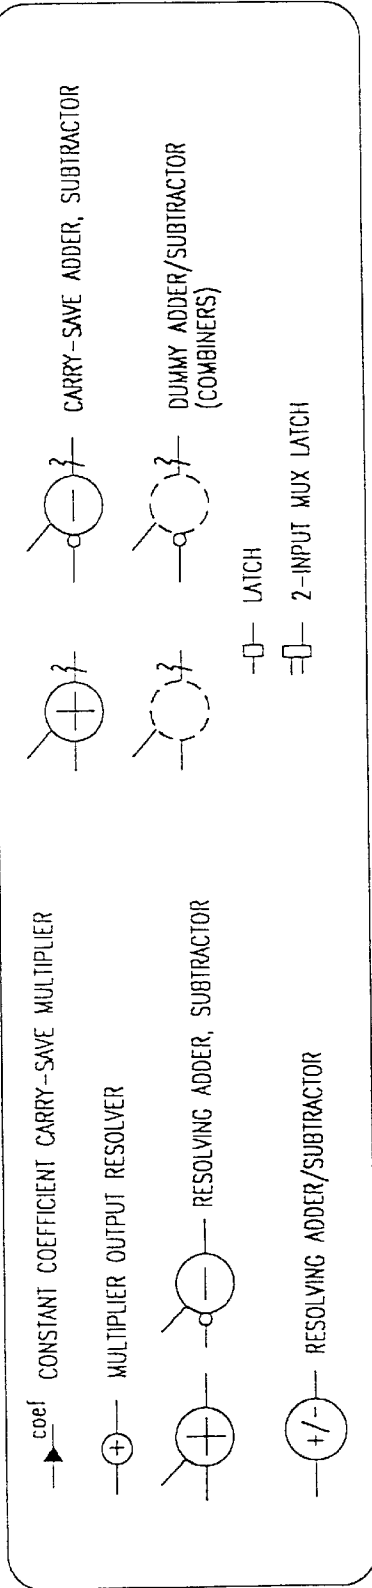 coef CONSTANT COEFFICIENT CARRY-SAVE MULTIPLIER
+ MULTIPLIER OUTPUT RESOLVER
+ − RESOLVING ADDER, SUBTRACTOR
+/- RESOLVING ADDER/SUBTRACTOR
+ − CARRY-SAVE ADDER, SUBTRACTOR
DUMMY ADDER/SUBTRACTOR
(COMBINERS)
LATCH
2-INPUT MUX LATCH